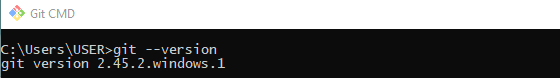 Git CMD
C:\Users\USER>git --version
git version 2.45.2.windows.1